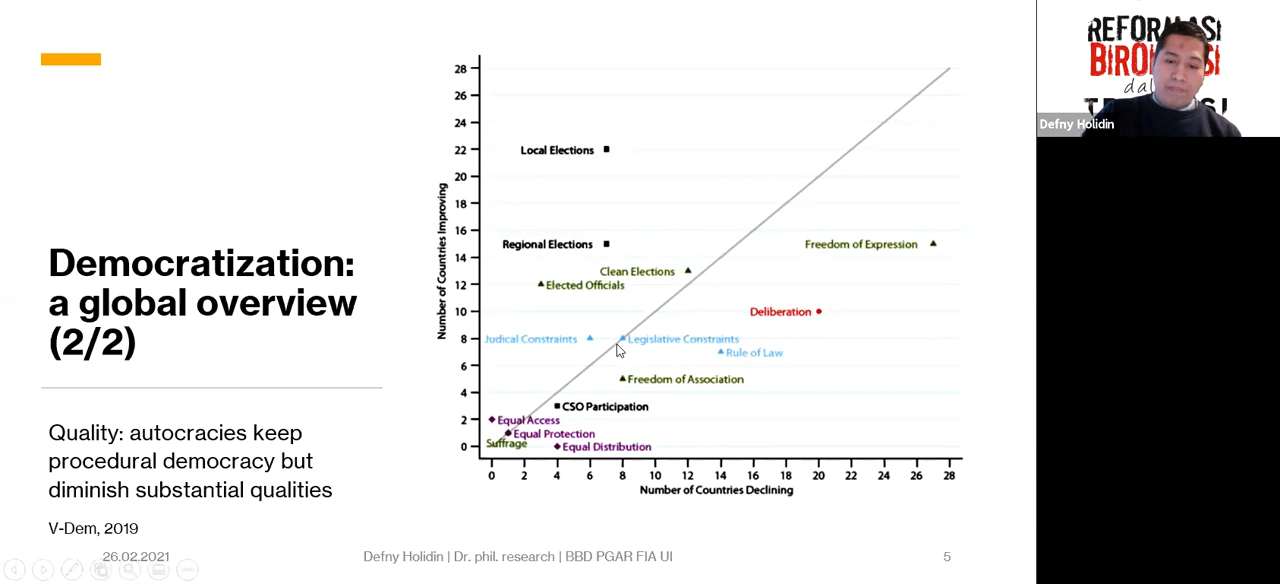 REFORMASI
BIRO
SI
dal
Defny Holidin
Democratization:
a global overview
(2/2)
Quality: autocracies keep
procedural democracy but
diminish substantial qualities
V-Dem, 2019
Number of Countries Improving
28
26
24
22
20
18
16
14
12
10
8
6
4
2
0
Local Elections
Regional Elections
Freedom of Expression
Clean Elections
Elected Officials
Deliberation
Judical Constraints
Legislative Constraints
Rule of Law
Freedom of Association
CSO Participation
Equal Access
Equal Protection
Suffrage
Equal Distribution
0 2 4 6 8 10 12 14 16 18 20 22 24 26 28
Number of Countries Declining
26.02.2021
Defny Holidin | Dr. phil. research | BBD PGAR FIA UI
5